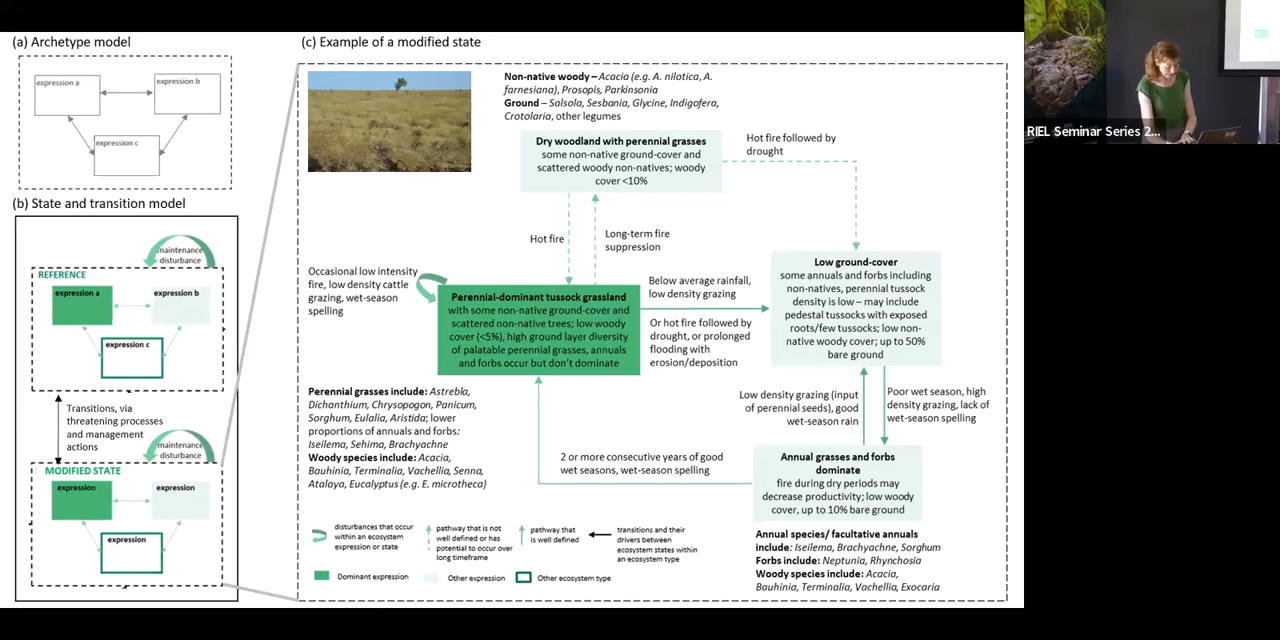 (a) Archetype model
expression a
expression b
expression c
(b) State and transition model
maintenance
disturbance
REFERENCE
expression a
expression b
expression c
Transitions, via
threatening processes
and management
actions
maintenance
disturbance
MODIFIED STATE
expression
expression
expression
(c) Example of a modified state
Non-native woody – Acacia (e.g. A. nilotica, A.
farnesiana), Prosopis, Parkinsonia
Ground – Salsola, Sesbania, Glycine, Indigofera,
Crotolaria, other legumes
Dry woodland with perennial grasses
some non-native ground-cover and
scattered woody non-natives; woody
cover <10%
Hot fire followed by
drought
Hot fire
Long-term fire
suppression
Occasional low intensity
fire, low density cattle
grazing, wet-season
spelling
Perennial-dominant tussock grassland
with some non-native ground-cover and
scattered non-native trees; low woody
cover (<5%), high ground layer diversity
of palatable perennial grasses, annuals
and forbs occur but don't dominate
Below average rainfall,
low density grazing
Or hot fire followed by
drought, or prolonged
flooding with
erosion/deposition
Low ground-cover
some annuals and forbs including
non-natives, perennial tussock
density is low – may include
pedestal tussocks with exposed
roots/few tussocks; low non-
native woody cover; up to 50%
bare ground
Perennial grasses include: Astrebla,
Dichanthium, Chrysopogon, Panicum,
Sorghum, Eulalia, Aristida; lower
proportions of annuals and forbs:
Iseilema, Sehima, Brachyachne
Woody species include: Acacia,
Bauhinia, Terminalia, Vachellia, Senna,
Atalaya, Eucalyptus (e.g. E. microtheca)
Low density grazing (input
of perennial seeds), good
wet-season rain
Poor wet season, high
density grazing, lack of
wet-season spelling
2 or more consecutive years of good
wet seasons, wet-season spelling
Annual grasses and forbs
dominate
fire during dry periods may
decrease productivity; low woody
cover, up to 10% bare ground
Annual species/ facultative annuals
include: Iseilema, Brachyachne, Sorghum
Forbs include: Neptunia, Rhynchosia
Woody species include: Acacia,
Bauhinia, Terminalia, Vachellia, Exocaria
disturbances that occur
within an ecosystem
expression or state
pathway that is not
well defined or has
potential to occur over
long timeframe
pathway that
is well defined
transitions and their
drivers between
ecosystem states within
an ecosystem type
Dominant expression
Other expression
Other ecosystem type
RIEL Seminar Series 2...